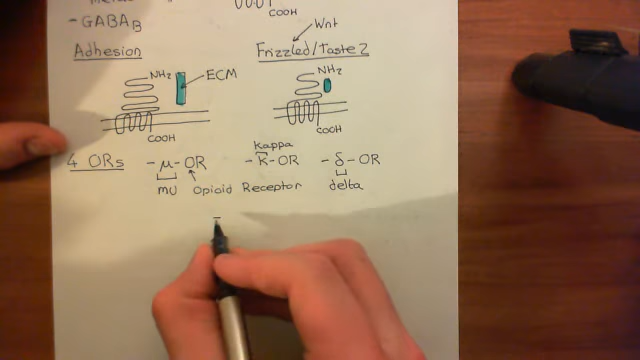 COOH
-GABAB
Wnt
Adhesion
Frizzled/Taste 2
NH2
ECM
NH2
COOH
COOH
Kappa
4 ORs -μ-OR -κ-OR -δ-OR
mu Opioid Receptor delta
-